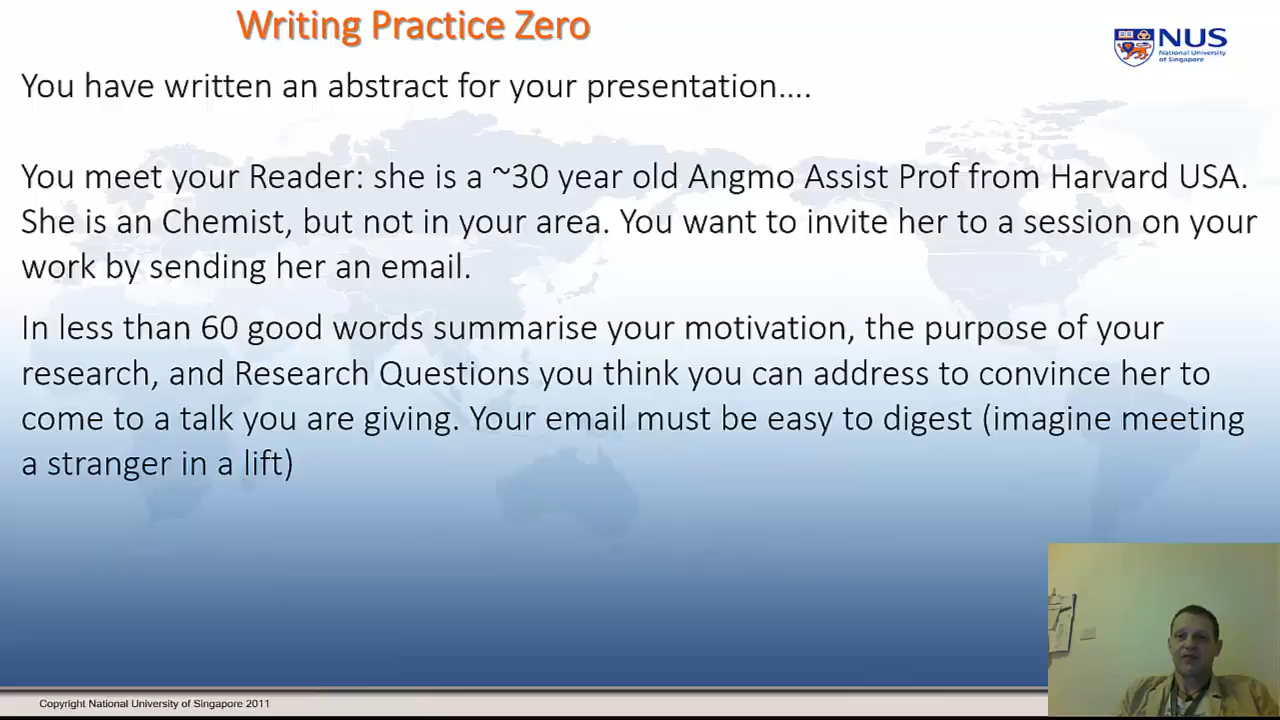 Writing Practice Zero
NUS
National University
of Singapore
You have written an abstract for your presentation....
You meet your Reader: she is a ~30 year old Angmo Assist Prof from Harvard USA.
She is an Chemist, but not in your area. You want to invite her to a session on your
work by sending her an email.
In less than 60 good words summarise your motivation, the purpose of your
research, and Research Questions you think you can address to convince her to
come to a talk you are giving. Your email must be easy to digest (imagine meeting
a stranger in a lift)
Copyright National University of Singapore 2011